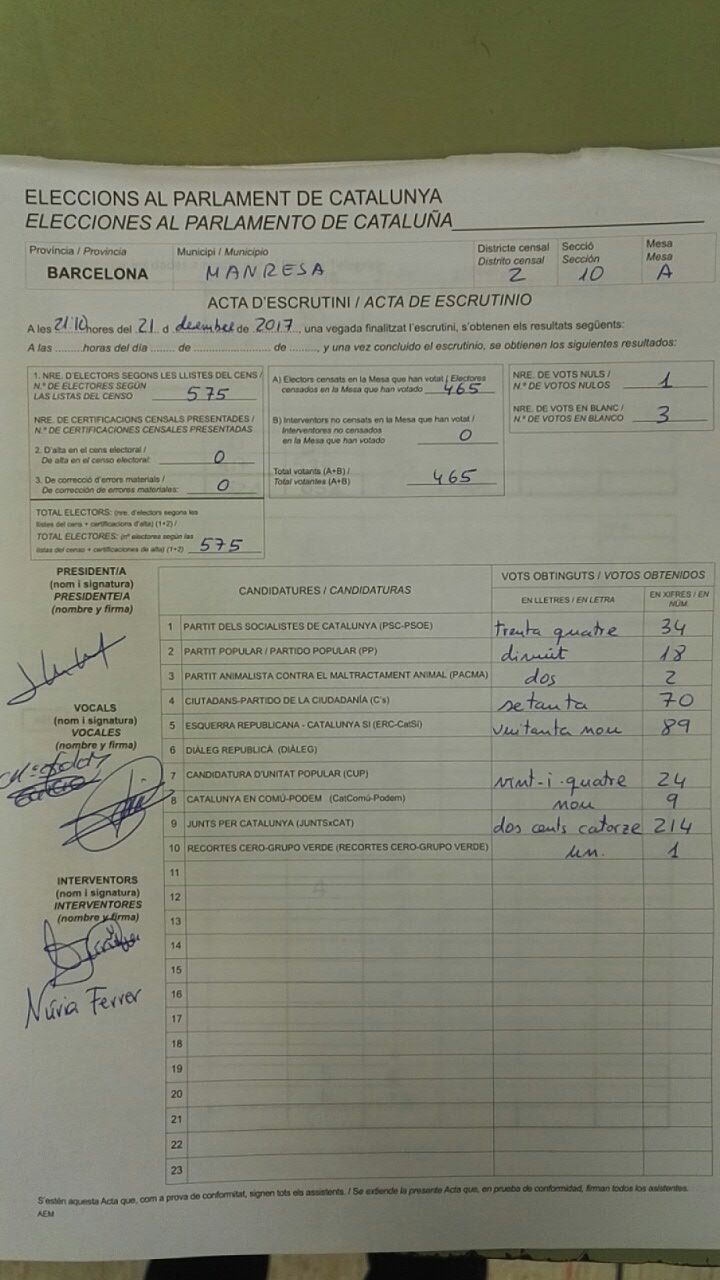 ELECCIONS AL PARLAMENT DE CATALUNYA
ELECCIONES AL PARLAMENTO DE CATALUÑA
Província / Provincia
BARCELONA
Municipi / Municipio
MANRESA
Districte censal
Distrito censal
2
Secció
Sección
10
Mesa
Mesa
A
ACTA D'ESCRUTINI / ACTA DE ESCRUTINIO
A les 21:10 hores del 21 d desembre de 2017, una vegada finalitzat l'escrutini, s'obtenen els resultats següents:
A las ......... horas del día ........ de ................. de ........, y una vez concluido el escrutinio, se obtienen los siguientes resultados:
1. NRE. D'ELECTORS SEGONS LES LLISTES DEL CENS /
N.º DE ELECTORES SEGÚN
LAS LISTAS DEL CENSO 575
NRE. DE CERTIFICACIONS CENSALS PRESENTADES /
N.º DE CERTIFICACIONES CENSALES PRESENTADAS
2. D'alta en el cens electoral /
De alta en el censo electoral: 0
3. De correcció d'errors materials /
De corrección de errores materiales: 0
TOTAL ELECTORS: (nre. d'electors segons les
llistes del cens + certificacions d'alta) (1+2) /
TOTAL ELECTORES: (nº electores según las
listas del censo + certificaciones de alta) (1+2) 575
A) Electors censats en la Mesa que han votat / Electores
censados en la Mesa que han votado 465
B) Interventors no censats en la Mesa que han votat /
Interventores no censados
en la Mesa que han votado 0
Total votants (A+B) /
Total votantes (A+B) 465
NRE. DE VOTS NULS /
N.º DE VOTOS NULOS 1
NRE. DE VOTS EN BLANC /
N.º DE VOTOS EN BLANCO 3
PRESIDENT/A
(nom i signatura)
PRESIDENTE/A
(nombre y firma)
VOCALS
(nom i signatura)
VOCALES
(nombre y firma)
INTERVENTORS
(nom i signatura)
INTERVENTORES
(nombre y firma)
Núria Ferrer
CANDIDATURES / CANDIDATURAS
VOTS OBTINGUTS / VOTOS OBTENIDOS
EN LLETRES / EN LETRA
EN XIFRES / EN NÚM.
1 PARTIT DELS SOCIALISTES DE CATALUNYA (PSC-PSOE) trenta quatre 34
2 PARTIT POPULAR / PARTIDO POPULAR (PP) divuit 18
3 PARTIT ANIMALISTA CONTRA EL MALTRACTAMENT ANIMAL (PACMA) dos 2
4 CIUTADANS-PARTIDO DE LA CIUDADANÍA (C's) setanta 70
5 ESQUERRA REPUBLICANA - CATALUNYA SÍ (ERC-CatSí) vuitanta nou 89
6 DIÀLEG REPUBLICÀ (DIÀLEG)
7 CANDIDATURA D'UNITAT POPULAR (CUP) vint-i-quatre 24
8 CATALUNYA EN COMÚ-PODEM (CatComú-Podem) nou 9
9 JUNTS PER CATALUNYA (JUNTSxCAT) dos cents catorze 214
10 RECORTES CERO-GRUPO VERDE (RECORTES CERO-GRUPO VERDE) un. 1
11
12
13
14
15
16
17
18
19
20
21
22
23
S'estén aquesta Acta que, com a prova de conformitat, signen tots els assistents. / Se extiende la presente Acta que, en prueba de conformidad, firman todos los asistentes.
AEM